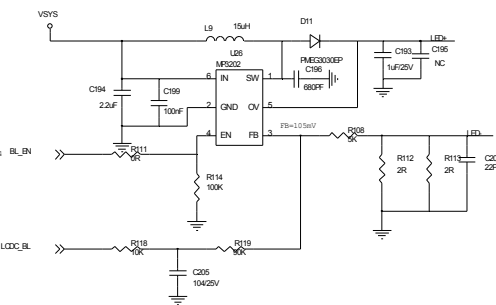 VSYS
L9
15uH
D11
LED+
U26
MP3202
PMEG3030EP
C196
680PF
C193
1uF/25V
C195
NC
C194
2.2uF
C199
100nF
6 IN
SW 1
2 GND
OV 5
4 EN
FB 3
FB=105mV
R108
5K
LED-
BL_EN
R111
0R
R114
100K
R112
2R
R113
2R
C20
22P
LCDC_BL
R118
10K
R119
90K
C205
104/25V